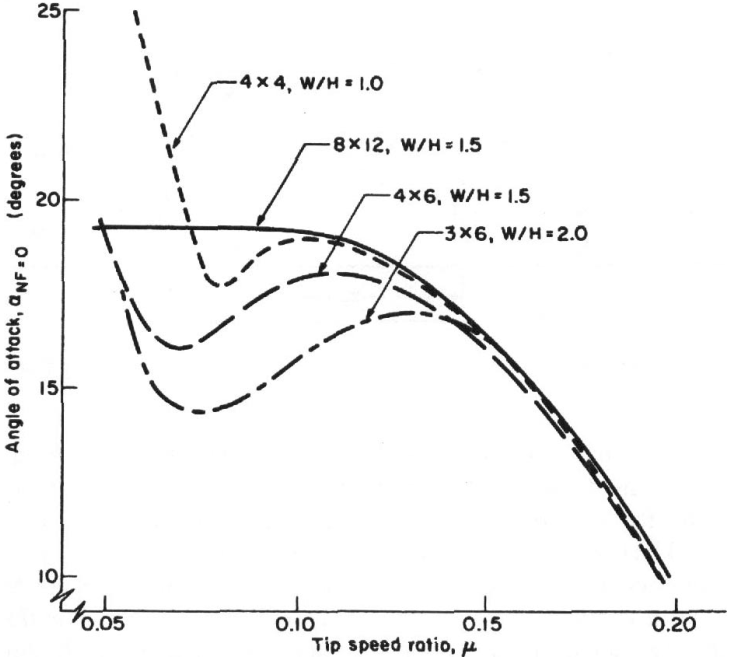 25
20
15
10
Angle of attack, αNF=0 (degrees)
4×4, W/H=1.0
8×12, W/H=1.5
4×6, W/H=1.5
3×6, W/H=2.0
0.05 0.10 0.15 0.20
Tip speed ratio, μ